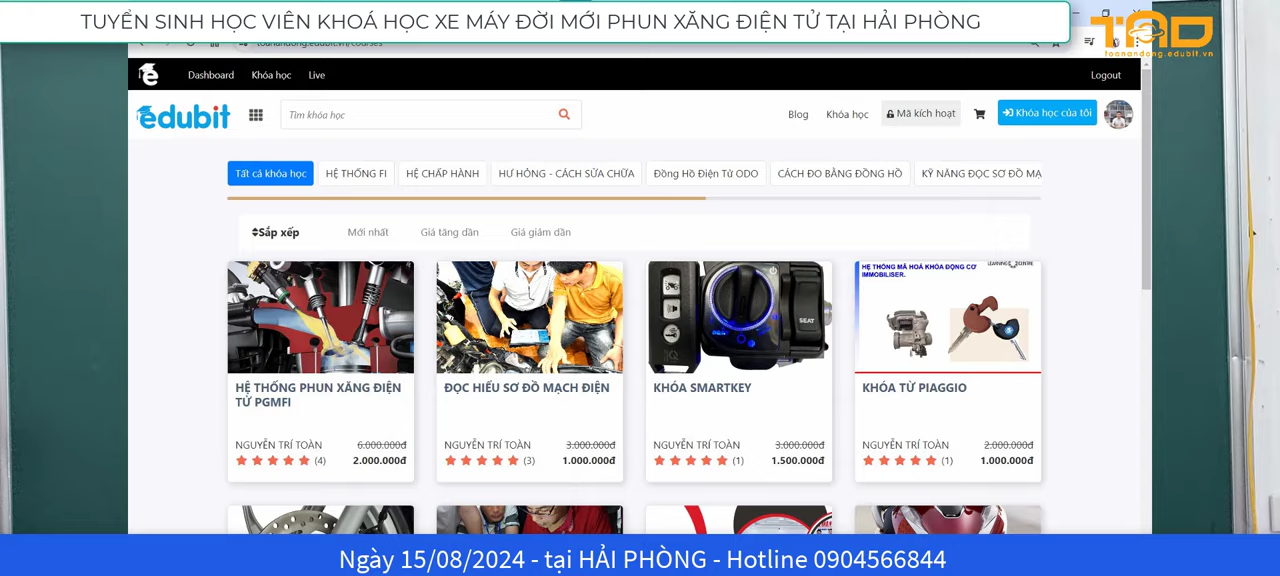 TUYỂN SINH HỌC VIÊN KHOÁ HỌC XE MÁY ĐỜI MỚI PHUN XĂNG ĐIỆN TỬ TẠI HẢI PHÒNG
TAD
toanandong.edubit.vn
toanandong.edubit.vn/courses
Dashboard Khóa học Live Logout
edubit Tìm khóa học Blog Khóa học Mã kích hoạt Khóa học của tôi
Tất cả khóa học HỆ THỐNG FI HỆ CHẤP HÀNH HƯ HỎNG - CÁCH SỬA CHỮA Đồng Hồ Điện Tử ODO CÁCH ĐO BẰNG ĐỒNG HỒ KỸ NĂNG ĐỌC SƠ ĐỒ MẠ
Sắp xếp Mới nhất Giá tăng dần Giá giảm dần
SEAT
HỆ THỐNG MÃ HOÁ KHÓA ĐỘNG CƠ
IMMOBILISER.
HỆ THỐNG PHUN XĂNG ĐIỆN
TỬ PGMFI
NGUYỄN TRÍ TOÀN 6.000.000đ
(4) 2.000.000đ
ĐỌC HIỂU SƠ ĐỒ MẠCH ĐIỆN
NGUYỄN TRÍ TOÀN 3.000.000đ
(3) 1.000.000đ
KHÓA SMARTKEY
NGUYỄN TRÍ TOÀN 3.000.000đ
(1) 1.500.000đ
KHÓA TỪ PIAGGIO
NGUYỄN TRÍ TOÀN 2.000.000đ
(1) 1.000.000đ
Ngày 15/08/2024 - tại HẢI PHÒNG - Hotline 0904566844